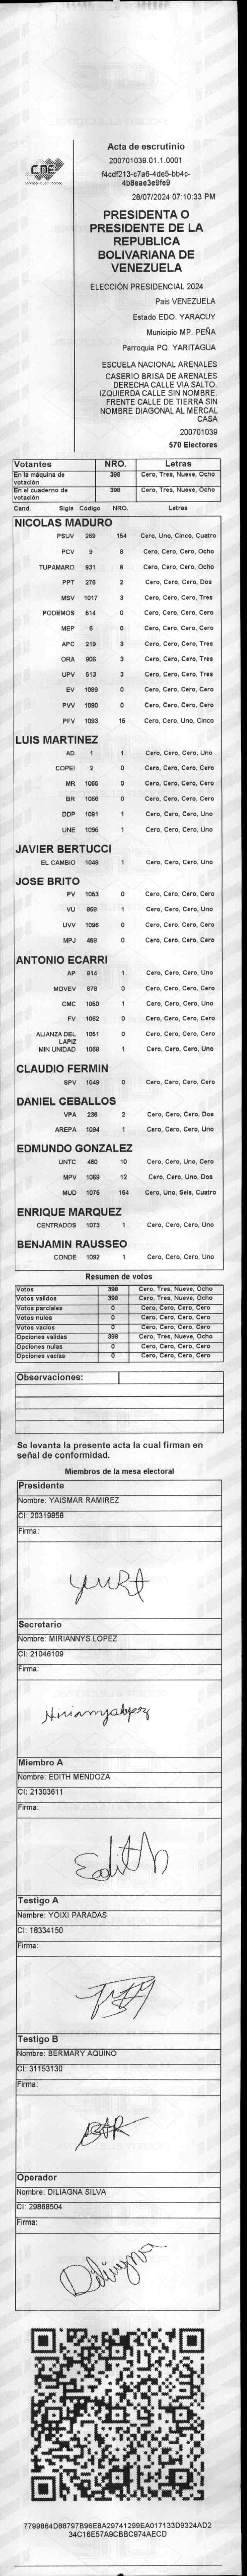 CNE
Acta de escrutinio
200701039.01.1.0001
f4cdf213-c7a6-4de5-bb4c-
4b8eae3e9fe9
28/07/2024 07:10:33 PM
PRESIDENTA O
PRESIDENTE DE LA
REPUBLICA
BOLIVARIANA DE
VENEZUELA
ELECCIÓN PRESIDENCIAL 2024
Pais VENEZUELA
Estado EDO. YARACUY
Municipio MP. PEÑA
Parroquia PQ. YARITAGUA
ESCUELA NACIONAL ARENALES
CASERIO BRISA DE ARENALES
DERECHA CALLE VIA SALTO.
IZQUIERDA CALLE SIN NOMBRE.
FRENTE CALLE DE TIERRA SIN
NOMBRE DIAGONAL AL MERCAL
CASA
200701039
570 Electores
Votantes NRO. Letras
En la máquina de votación 398 Cero, Tres, Nueve, Ocho
En el cuaderno de votación 398 Cero, Tres, Nueve, Ocho
Cand. Sigla Código NRO. Letras
NICOLAS MADURO
PSUV 269 154 Cero, Uno, Cinco, Cuatro
PCV 9 8 Cero, Cero, Cero, Ocho
TUPAMARO 931 8 Cero, Cero, Cero, Ocho
PPT 276 2 Cero, Cero, Cero, Dos
MSV 1017 3 Cero, Cero, Cero, Tres
PODEMOS 514 0 Cero, Cero, Cero, Cero
MEP 6 0 Cero, Cero, Cero, Cero
APC 219 3 Cero, Cero, Cero, Tres
ORA 906 3 Cero, Cero, Cero, Tres
UPV 513 3 Cero, Cero, Cero, Tres
EV 1089 0 Cero, Cero, Cero, Cero
PVV 1090 0 Cero, Cero, Cero, Cero
PFV 1093 15 Cero, Cero, Uno, Cinco
LUIS MARTINEZ
AD 1 1 Cero, Cero, Cero, Uno
COPEI 2 0 Cero, Cero, Cero, Cero
MR 1066 0 Cero, Cero, Cero, Cero
BR 1066 0 Cero, Cero, Cero, Cero
DDP 1091 1 Cero, Cero, Cero, Uno
UNE 1095 1 Cero, Cero, Cero, Uno
JAVIER BERTUCCI
EL CAMBIO 1048 1 Cero, Cero, Cero, Uno
JOSE BRITO
PV 1053 0 Cero, Cero, Cero, Cero
VU 868 1 Cero, Cero, Cero, Uno
UVV 1096 0 Cero, Cero, Cero, Cero
MPJ 459 0 Cero, Cero, Cero, Cero
ANTONIO ECARRI
AP 914 1 Cero, Cero, Cero, Uno
MOVEV 878 0 Cero, Cero, Cero, Cero
CMC 1050 1 Cero, Cero, Cero, Uno
FV 1062 0 Cero, Cero, Cero, Cero
ALIANZA DEL LAPIZ 1051 0 Cero, Cero, Cero, Cero
MIN UNIDAD 1058 1 Cero, Cero, Cero, Uno
CLAUDIO FERMIN
SPV 1049 0 Cero, Cero, Cero, Cero
DANIEL CEBALLOS
VPA 236 2 Cero, Cero, Cero, Dos
AREPA 1094 1 Cero, Cero, Cero, Uno
EDMUNDO GONZALEZ
UNTC 460 10 Cero, Cero, Uno, Cero
MPV 1069 12 Cero, Cero, Uno, Dos
MUD 1075 164 Cero, Uno, Seis, Cuatro
ENRIQUE MARQUEZ
CENTRADOS 1073 1 Cero, Cero, Cero, Uno
BENJAMIN RAUSSEO
CONDE 1092 1 Cero, Cero, Cero, Uno
Resumen de votos
Votos 398 Cero, Tres, Nueve, Ocho
Votos validos 398 Cero, Tres, Nueve, Ocho
Votos parciales 0 Cero, Cero, Cero, Cero
Votos nulos 0 Cero, Cero, Cero, Cero
Votos vacios 0 Cero, Cero, Cero, Cero
Opciones validas 398 Cero, Tres, Nueve, Ocho
Opciones nulas 0 Cero, Cero, Cero, Cero
Opciones vacias 0 Cero, Cero, Cero, Cero
Observaciones:
Se levanta la presente acta la cual firman en
señal de conformidad.
Miembros de la mesa electoral
Presidente
Nombre: YAISMAR RAMIREZ
CI: 20319858
Firma:
Secretario
Nombre: MIRIANNYS LOPEZ
CI: 21046109
Firma:
Miembro A
Nombre: EDITH MENDOZA
CI: 21303611
Firma:
Edith
Testigo A
Nombre: YOIXI PARADAS
CI: 18334150
Firma:
Testigo B
Nombre: BERMARY AQUINO
CI: 31153130
Firma:
Operador
Nombre: DILIAGNA SILVA
CI: 29868504
Firma:
Diliagna
7799864D88797B96E8A29741299EA017133D9324AD2
34C16E57A9CBBC974AECD